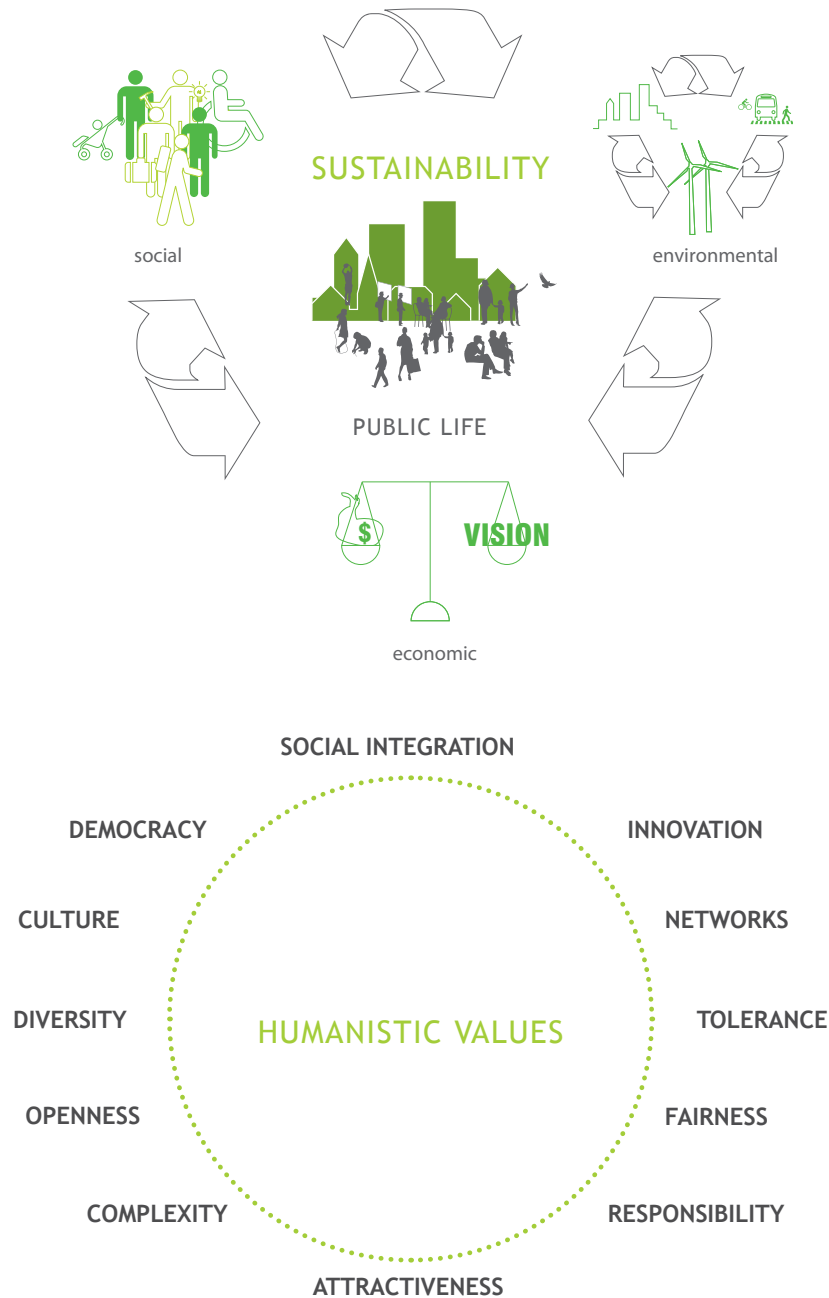 SUSTAINABILITY
social
environmental
PUBLIC LIFE
$
VISION
economic
SOCIAL INTEGRATION
DEMOCRACY
INNOVATION
CULTURE
NETWORKS
DIVERSITY
HUMANISTIC VALUES
TOLERANCE
OPENNESS
FAIRNESS
COMPLEXITY
RESPONSIBILITY
ATTRACTIVENESS